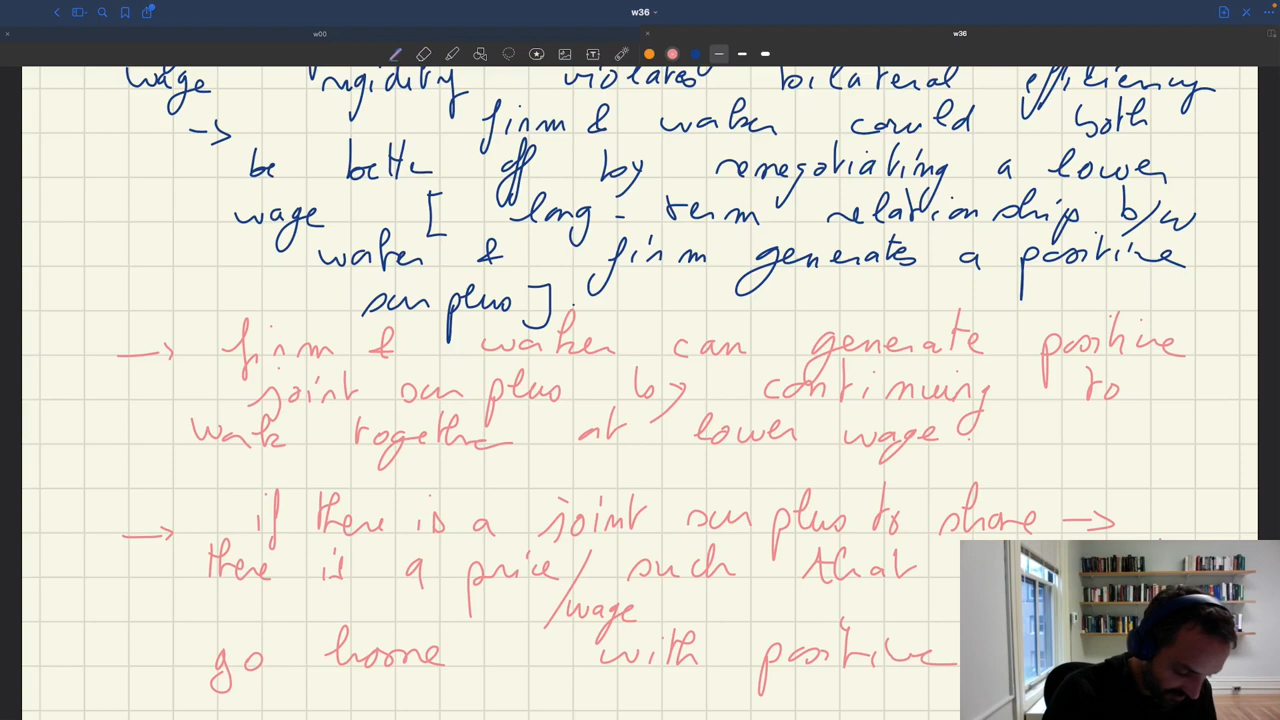 w36
w00
w36
wage rigidity violates bilateral efficiency
→ firm & worker could both
be better off by renegotiating a lower
wage [ long-term relationship b/w
worker & firm generates a positive
surplus].
→ firm & worker can generate positive
joint surplus by continuing to
work together at lower wage.
→ if there is a joint surplus to share →
there is a price/ such that
/wage
go home with positive